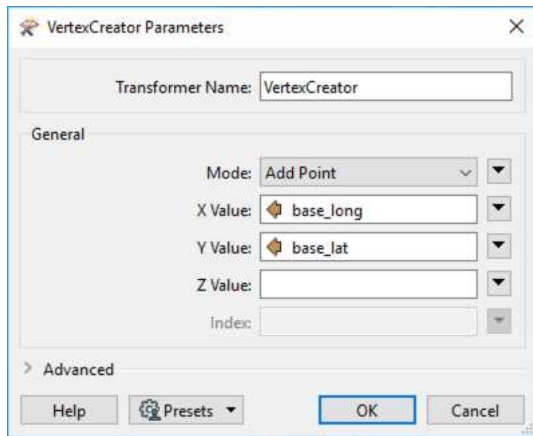 VertexCreator Parameters
Transformer Name: VertexCreator
General
Mode: Add Point
X Value: base_long
Y Value: base_lat
Z Value:
Index:
Advanced
Help Presets OK Cancel